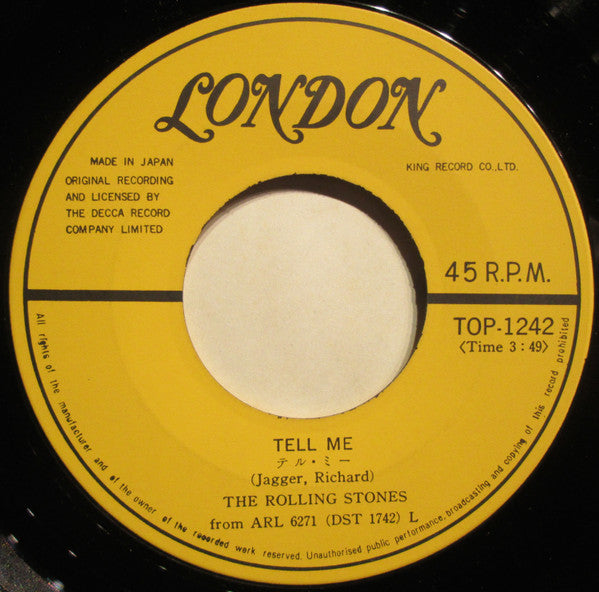 LONDON
MADE IN JAPAN
ORIGINAL RECORDING
AND LICENSED BY
THE DECCA RECORD
COMPANY LIMITED
KING RECORD CO.,LTD.
45 R.P.M.
TOP-1242
〈Time 3:49〉
TELL ME
テル・ミー
(Jagger, Richard)
THE ROLLING STONES
from ARL 6271 (DST 1742) L
All rights of the manufacturer and of the owner of the recorded work reserved. Unauthorised public performance, broadcasting and copying of this record prohibited